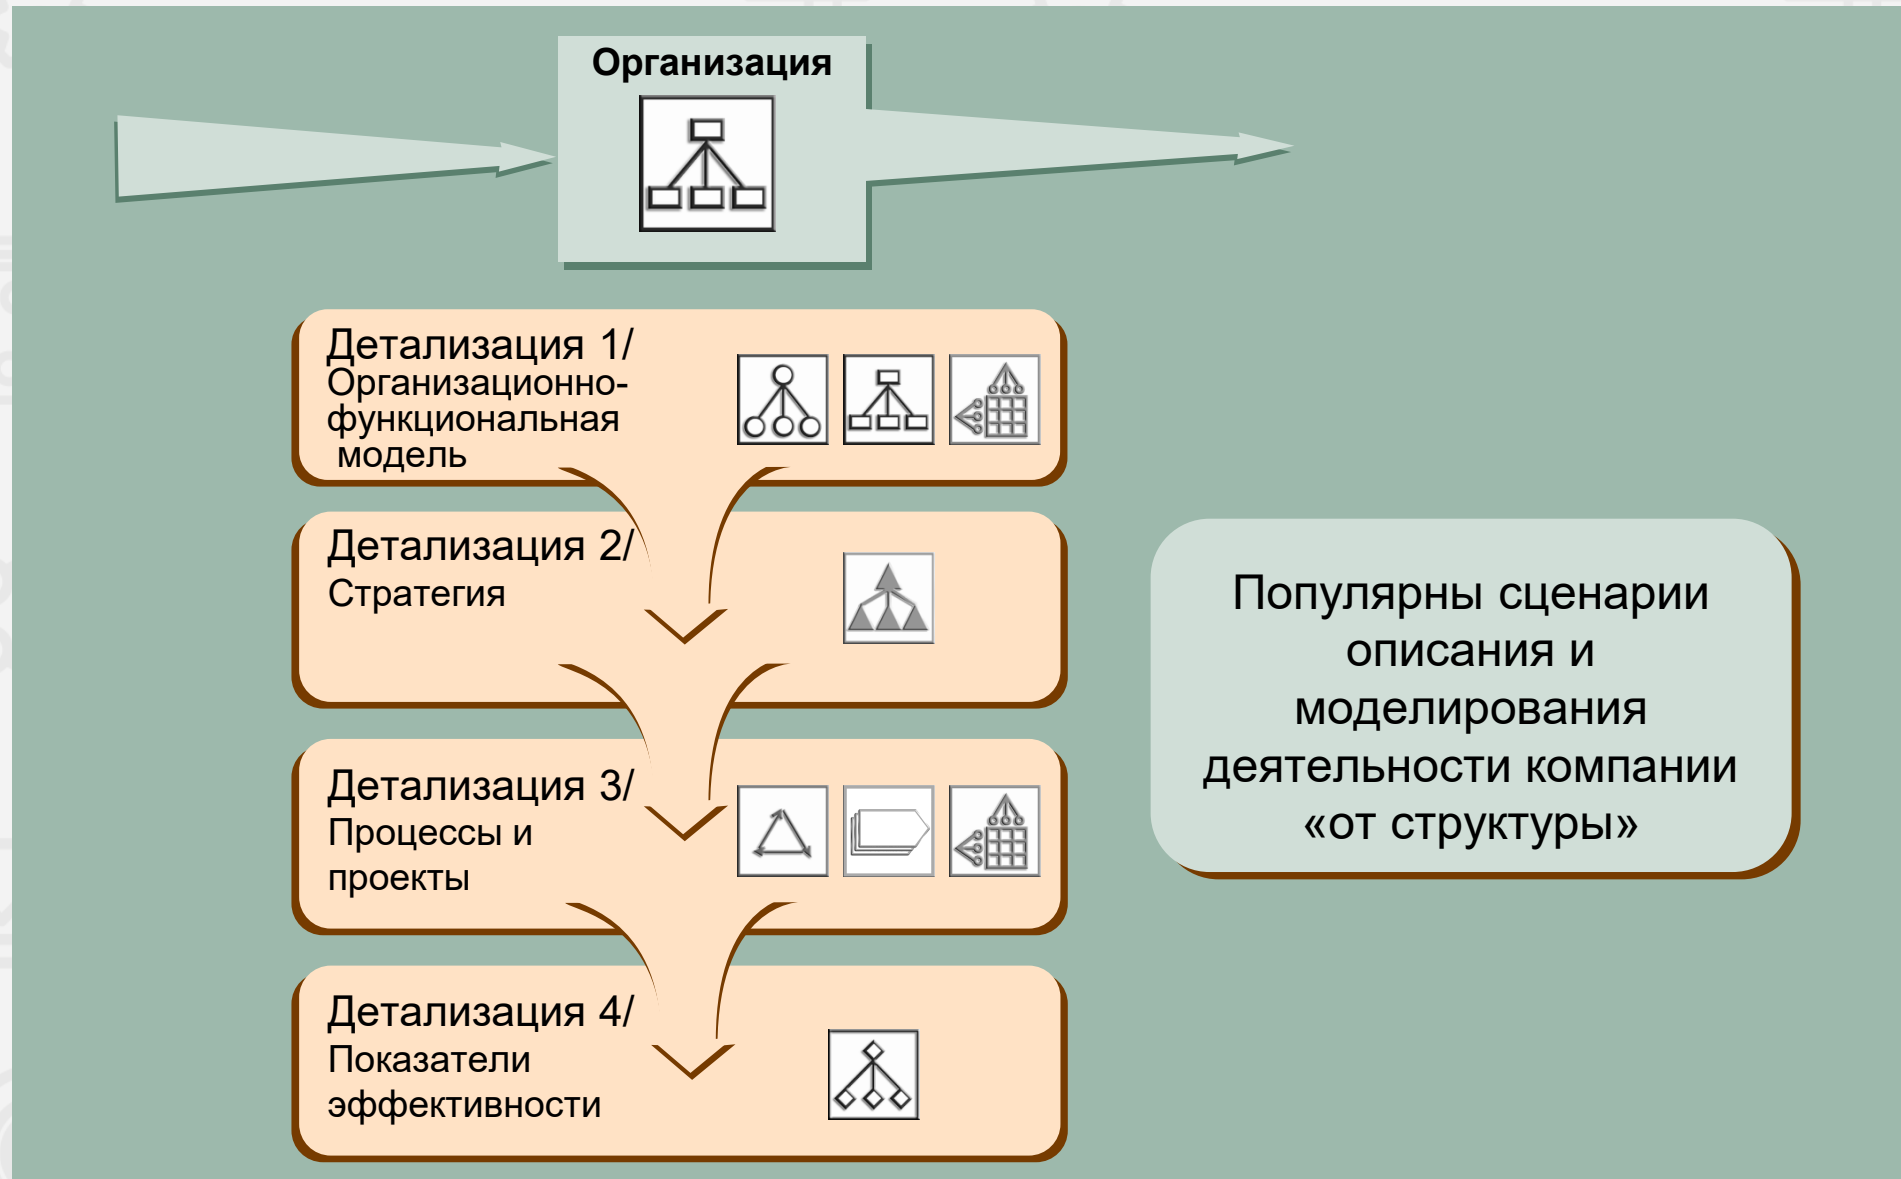 Организация
Детализация 1/
Организационно-
функциональная
модель
Детализация 2/
Стратегия
Детализация 3/
Процессы и
проекты
Детализация 4/
Показатели
эффективности
Популярны сценарии
описания и
моделирования
деятельности компании
«от структуры»